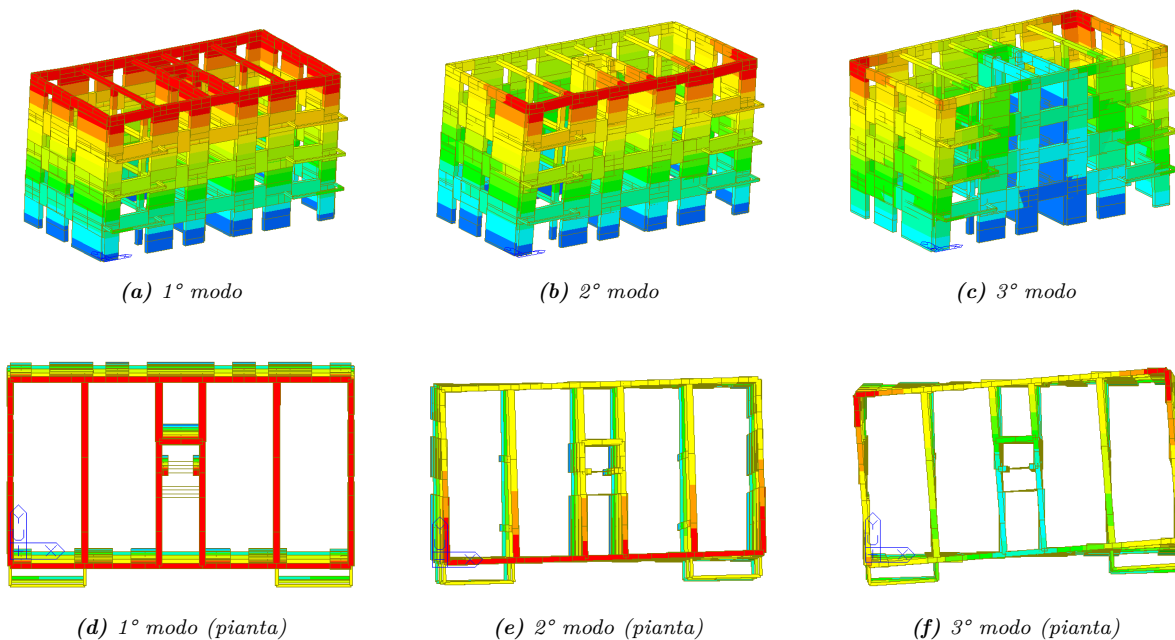 (a) 1° modo
(b) 2° modo
(c) 3° modo
(d) 1° modo (pianta)
(e) 2° modo (pianta)
(f) 3° modo (pianta)